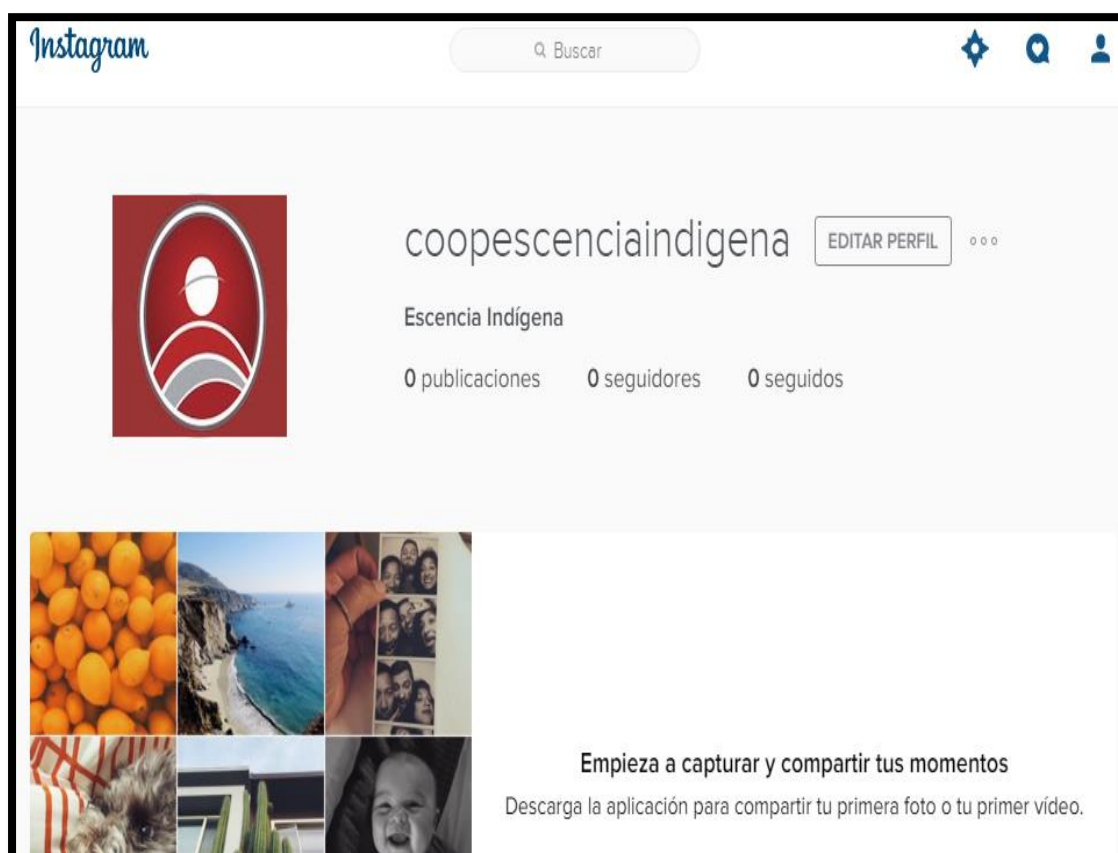 Instagram
Buscar
coopescenciaindigena EDITAR PERFIL
Escencia Indígena
0 publicaciones 0 seguidores 0 seguidos
Empieza a capturar y compartir tus momentos
Descarga la aplicación para compartir tu primera foto o tu primer vídeo.